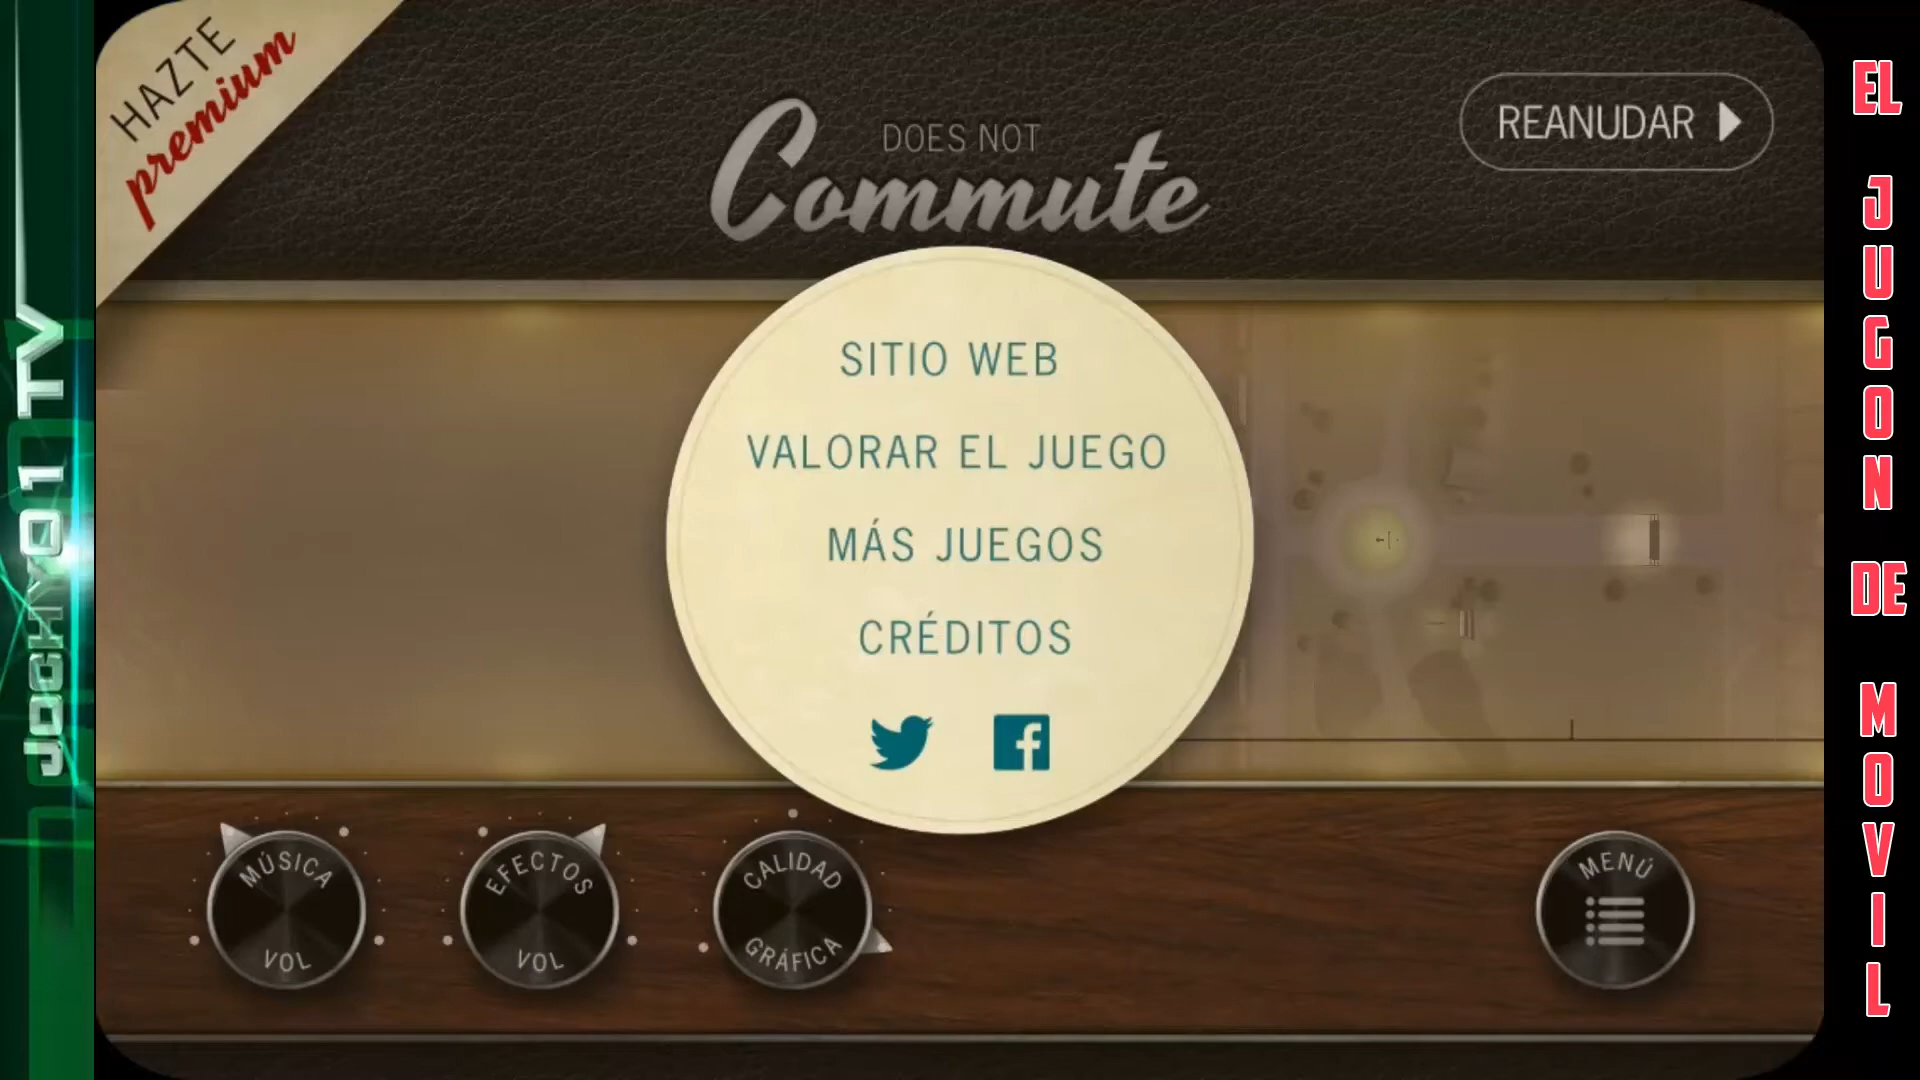 HAZTE
premium
DOES NOT
Commute
REANUDAR
SITIO WEB
VALORAR EL JUEGO
MÁS JUEGOS
CRÉDITOS
MÚSICA
VOL
EFECTOS
VOL
CALIDAD
GRÁFICA
MENÚ
JOGHYO1 TV
EL JUGON DE MOVIL